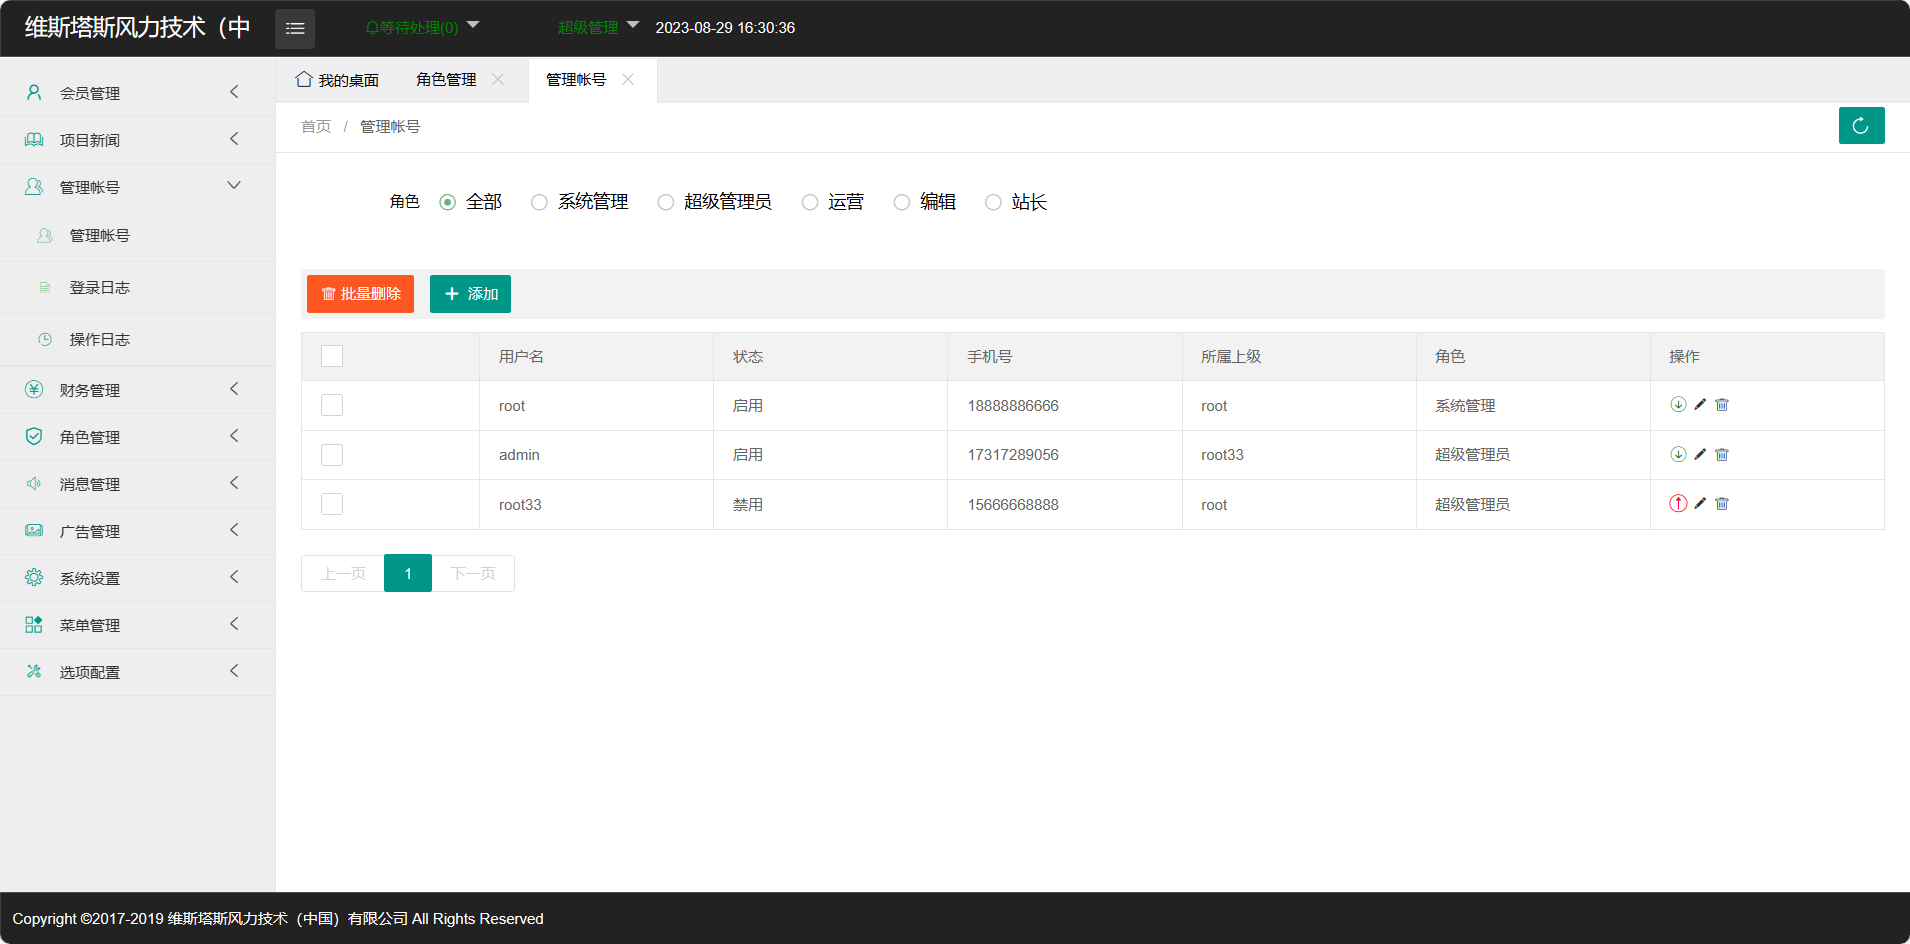 维斯塔斯风力技术（中
等待处理(0)
超级管理
2023-08-29 16:30:36
会员管理
项目新闻
管理帐号
管理帐号
登录日志
操作日志
财务管理
角色管理
消息管理
广告管理
系统设置
菜单管理
选项配置
我的桌面 角色管理 管理帐号
首页 / 管理帐号
角色 全部 系统管理 超级管理员 运营 编辑 站长
批量删除 添加
用户名 状态 手机号 所属上级 角色 操作
root 启用 18888886666 root 系统管理
admin 启用 17317289056 root33 超级管理员
root33 禁用 15666668888 root 超级管理员
上一页 1 下一页
Copyright ©2017-2019 维斯塔斯风力技术（中国）有限公司 All Rights Reserved